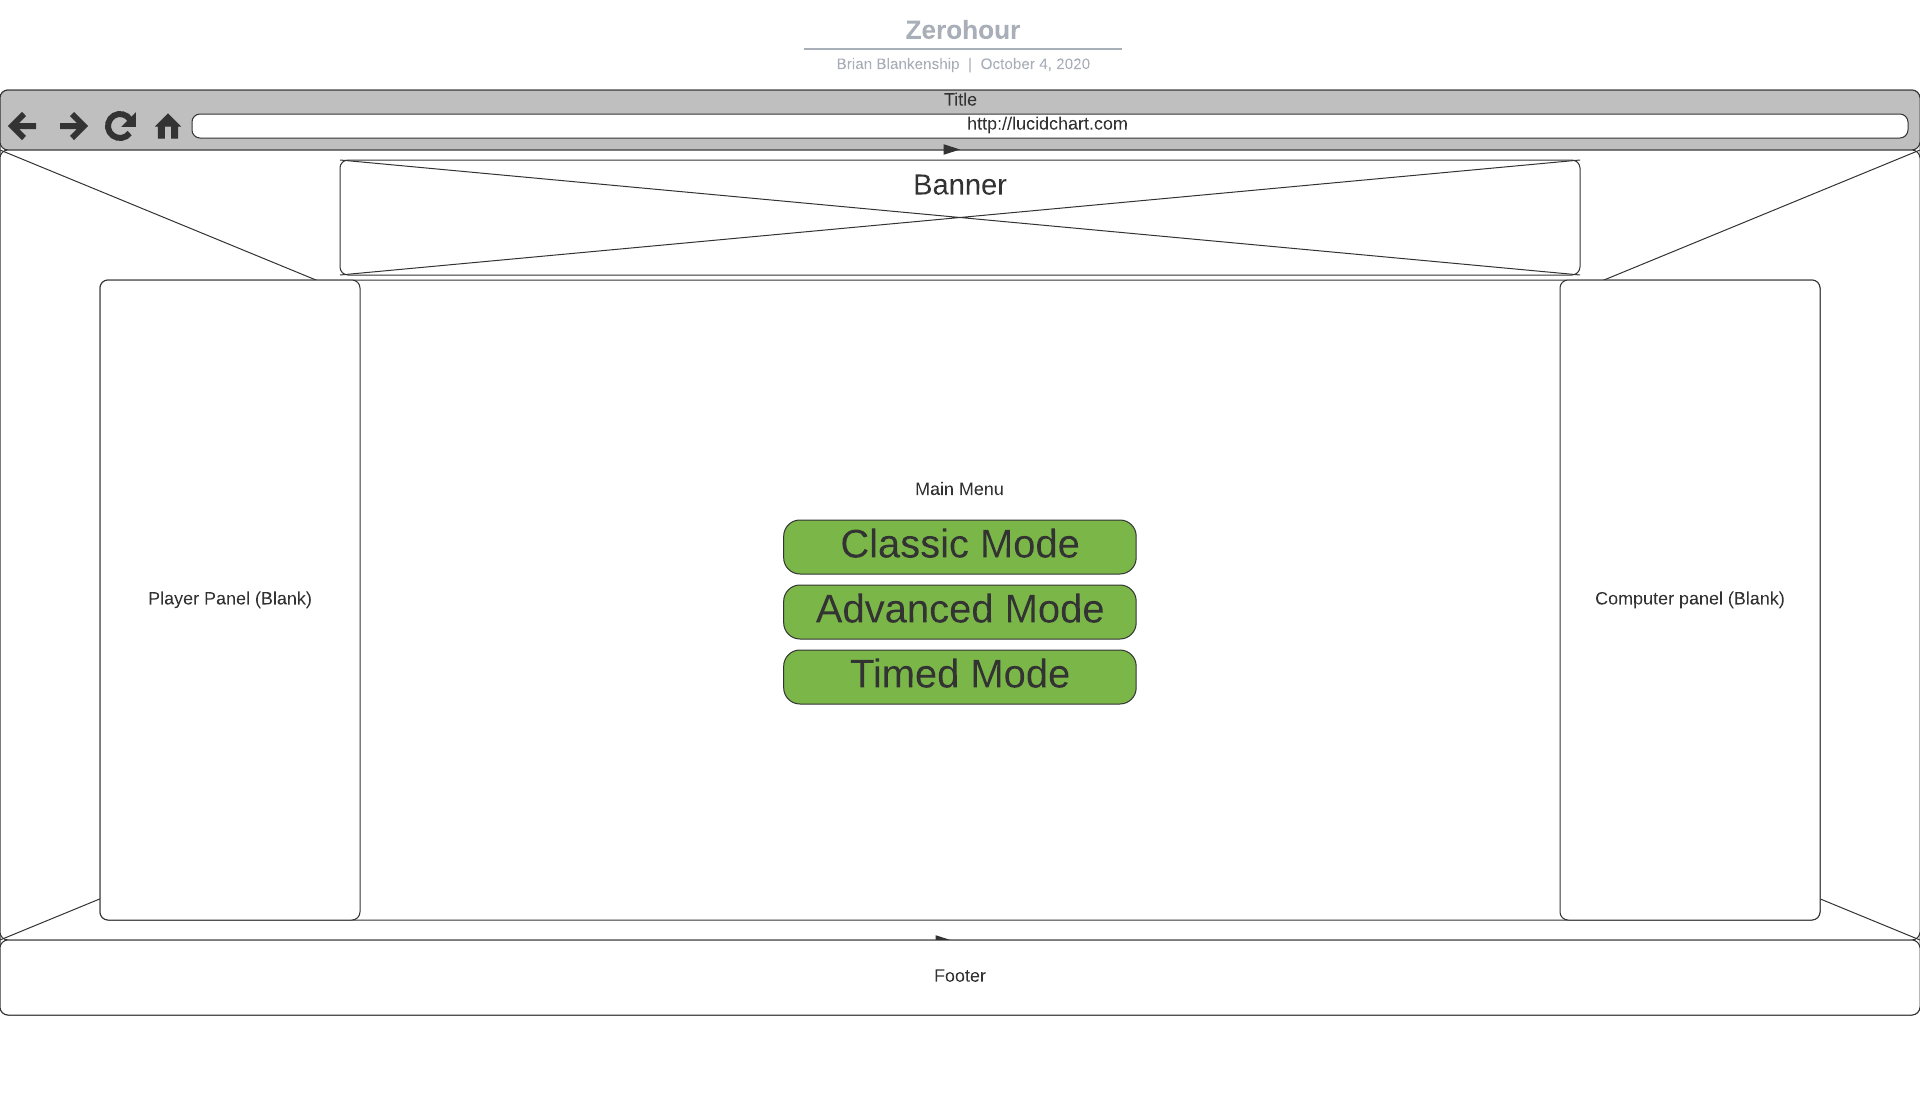 Zerohour
Brian Blankenship | October 4, 2020
Title
http://lucidchart.com
Banner
Main Menu
Classic Mode
Advanced Mode
Timed Mode
Player Panel (Blank)
Computer panel (Blank)
Footer